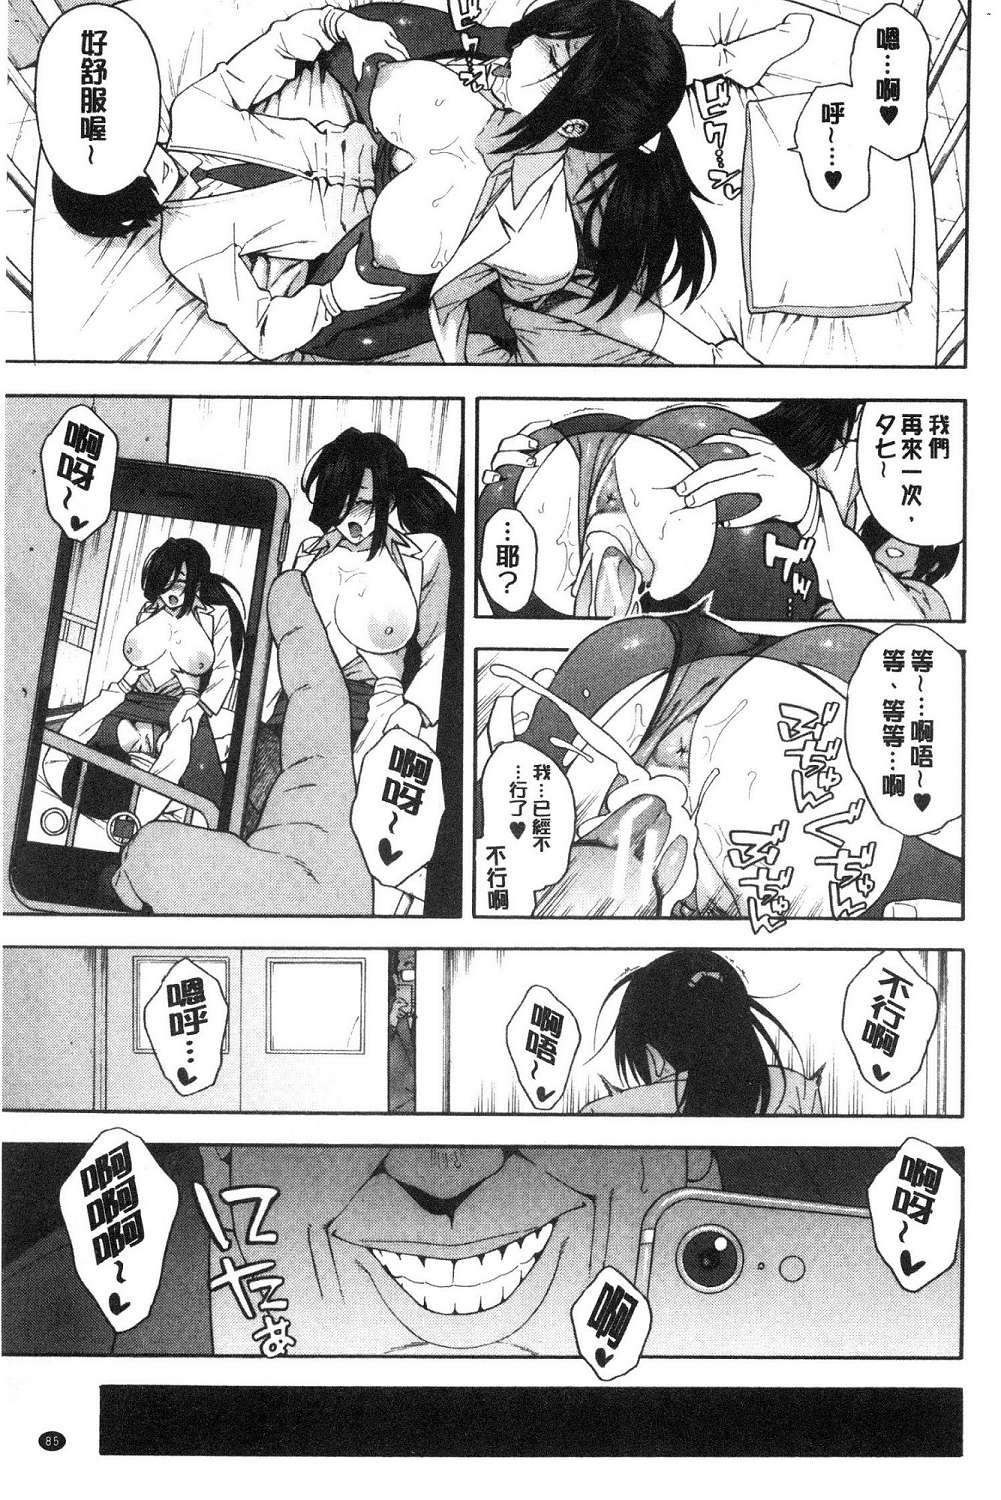 嗯…啊♥
呼～……♥
好舒服喔～
我們
再來一次，
夕七～
…耶？
等～…啊唔～♥
等、等等…啊
我…已經不
…行了♥
不行啊
啊呀～♥
啊呀～♥
不行啊♥
啊唔～♥
嗯呼…♥
啊呀～♥
啊♥
啊啊啊～♥
85